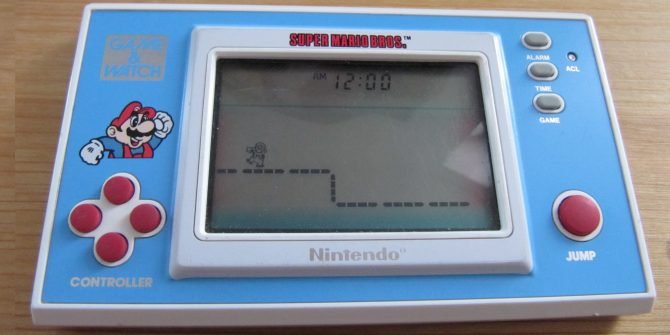 SUPER MARIO BROS.™
GAME
&
WATCH
AM 12:00
ALARM
ACL
TIME
GAME
Nintendo
CONTROLLER
JUMP